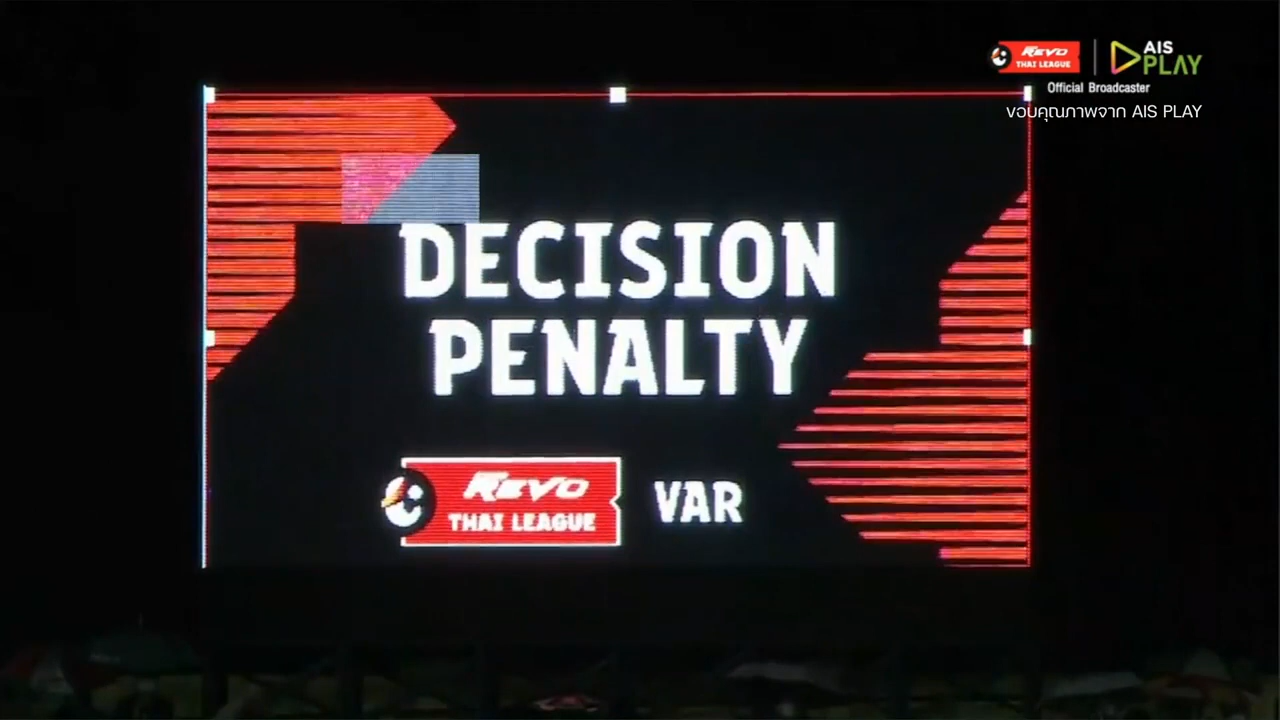 REVO
THAI LEAGUE
AIS
PLAY
Official Broadcaster
ขอบคุณภาพจาก AIS PLAY
DECISION
PENALTY
REVO
THAI LEAGUE
VAR